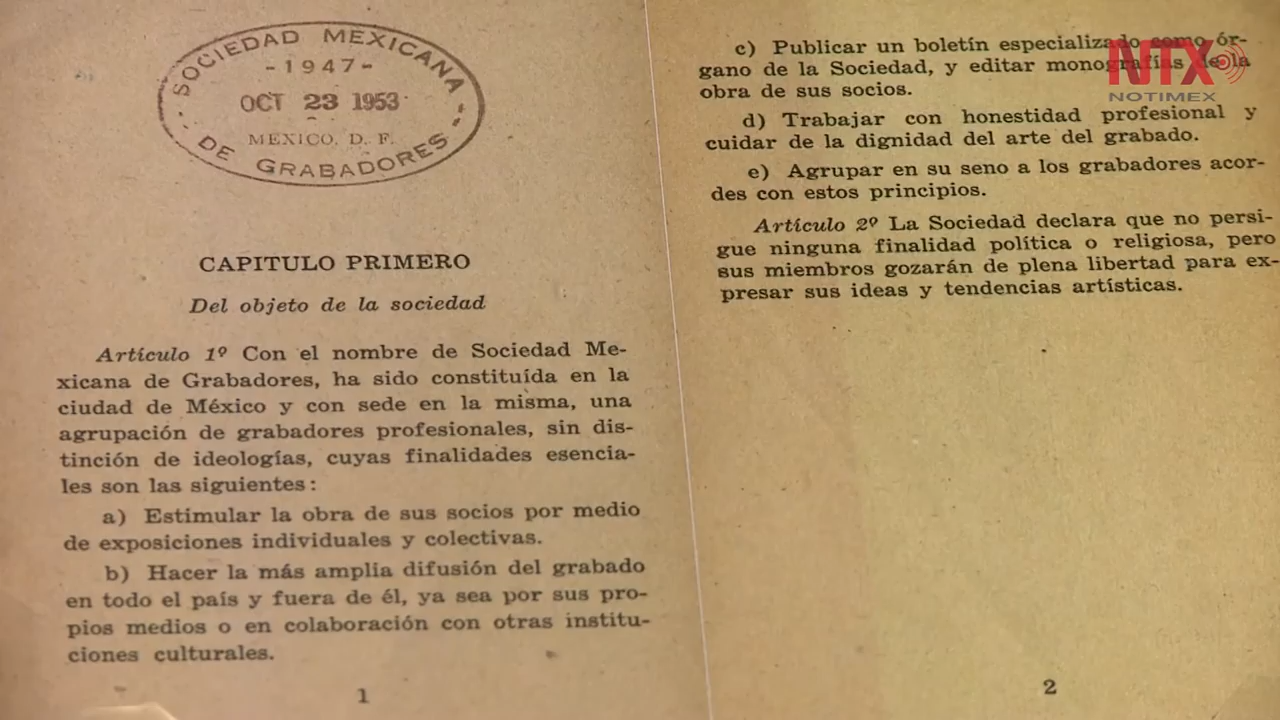 SOCIEDAD MEXICANA
-1947-
OCT 23 1953
MEXICO, D. F.
DE GRABADORES
CAPITULO PRIMERO
Del objeto de la sociedad
Artículo 1º Con el nombre de Sociedad Me-
xicana de Grabadores, ha sido constituída en la
ciudad de México y con sede en la misma, una
agrupación de grabadores profesionales, sin dis-
tinción de ideologías, cuyas finalidades esencia-
les son las siguientes:
a) Estimular la obra de sus socios por medio
de exposiciones individuales y colectivas.
b) Hacer la más amplia difusión del grabado
en todo el país y fuera de él, ya sea por sus pro-
pios medios o en colaboración con otras institu-
ciones culturales.
1
c) Publicar un boletín especializado como ór-
gano de la Sociedad, y editar monografías de la
obra de sus socios.
d) Trabajar con honestidad profesional y
cuidar de la dignidad del arte del grabado.
e) Agrupar en su seno a los grabadores acor-
des con estos principios.
Artículo 2º La Sociedad declara que no persi-
gue ninguna finalidad política o religiosa, pero
sus miembros gozarán de plena libertad para ex-
presar sus ideas y tendencias artísticas.
2
NTX
NOTIMEX